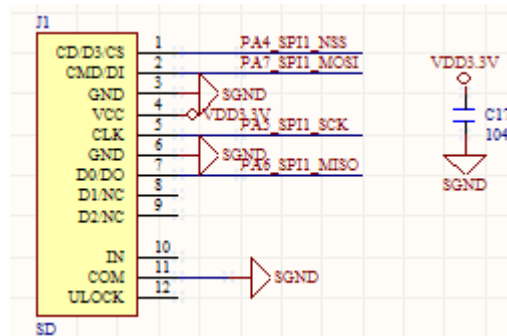 J1
CD/D3/CS 1 PA4_SPI1_NSS
CMD/DI 2 PA7_SPI1_MOSI
GND 3 SGND
VCC 4 VDD3.3V
CLK 5 PA5_SPI1_SCK
GND 6 SGND
D0/DO 7 PA6_SPI1_MISO
D1/NC 8
D2/NC 9
IN 10
COM 11 SGND
ULOCK 12
SD
VDD3.3V
C17
104
SGND